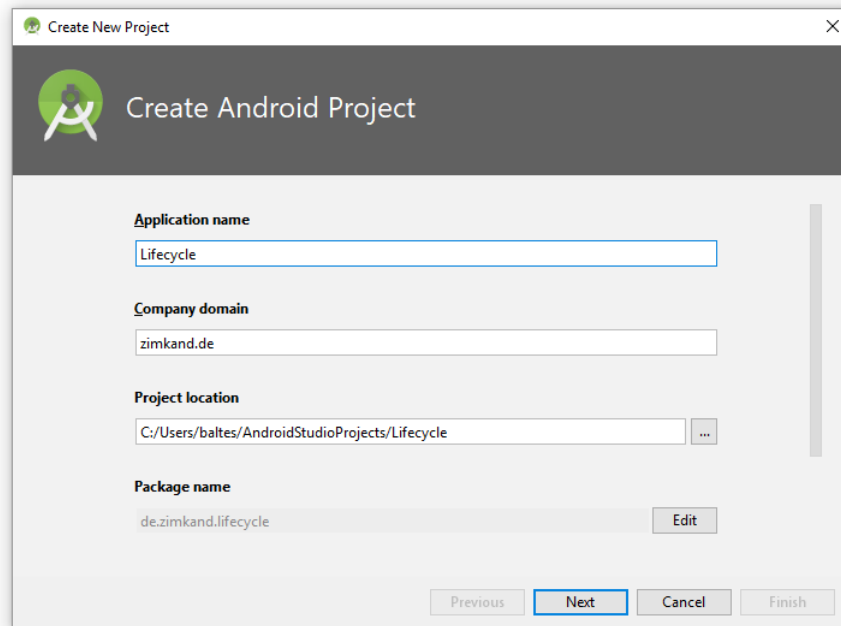 Create New Project
Create Android Project
Application name
Lifecycle
Company domain
zimkand.de
Project location
C:/Users/baltes/AndroidStudioProjects/Lifecycle
...
Package name
de.zimkand.lifecycle
Edit
Previous
Next
Cancel
Finish